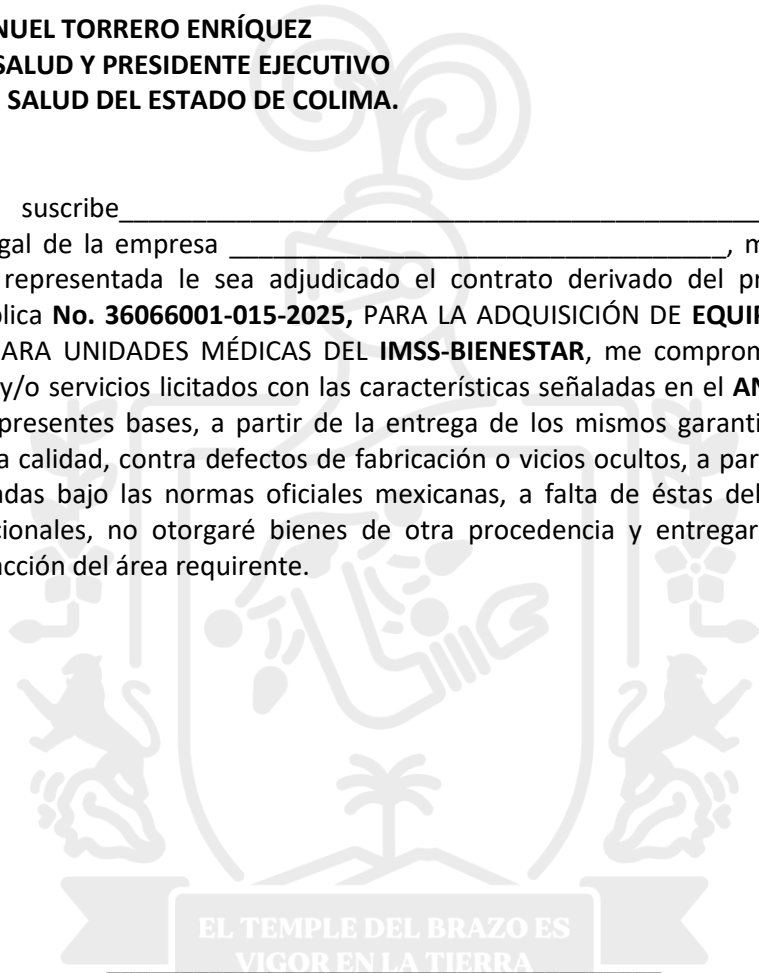 NUEL TORRERO ENRÍQUEZ
SALUD Y PRESIDENTE EJECUTIVO
SALUD DEL ESTADO DE COLIMA.
suscribe____________________________________________
gal de la empresa __________________________________, m
representada le sea adjudicado el contrato derivado del pr
blica No. 36066001-015-2025, PARA LA ADQUISICIÓN DE EQUIP
PARA UNIDADES MÉDICAS DEL IMSS-BIENESTAR, me compron
y/o servicios licitados con las características señaladas en el AN
presentes bases, a partir de la entrega de los mismos garanti
a calidad, contra defectos de fabricación o vicios ocultos, a par
adas bajo las normas oficiales mexicanas, a falta de éstas del
cionales, no otorgaré bienes de otra procedencia y entregar
acción del área requirente.
EL TEMPLE DEL BRAZO ES
VIGOR EN LA TIERRA